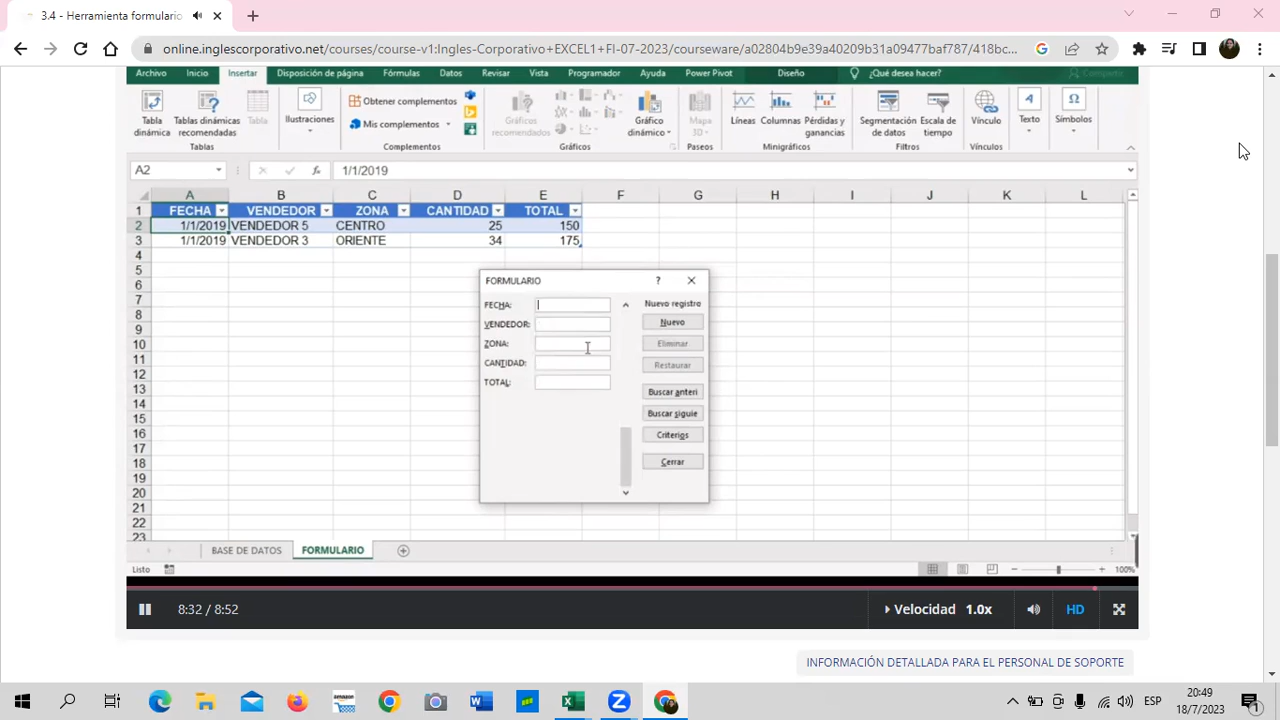 3.4 - Herramienta formulario
online.inglescorporativo.net/courses/course-v1:Ingles-Corporativo+EXCEL1+FI-07-2023/courseware/a02804b9e39a40209b31a09477baf787/418bc...
Archivo Inicio Insertar Disposición de página Fórmulas Datos Revisar Vista Programador Ayuda Power Pivot Diseño ¿Qué desea hacer? Compartir
Tabla dinámica
Tablas dinámicas recomendadas
Tabla
Tablas
Ilustraciones
Obtener complementos
Mis complementos
Complementos
Gráficos recomendados
Gráfico dinámico
Gráficos
Mapa 3D
Paseos
Líneas
Columnas
Pérdidas y ganancias
Minigráficos
Segmentación de datos
Escala de tiempo
Filtros
Vínculo
Vínculos
Texto
Símbolos
A2 fx 1/1/2019
A B C D E F G H I J K L
1 FECHA VENDEDOR ZONA CANTIDAD TOTAL
2 1/1/2019 VENDEDOR 5 CENTRO 25 150
3 1/1/2019 VENDEDOR 3 ORIENTE 34 175
4
5
6
7
8
9
10
11
12
13
14
15
16
17
18
19
20
21
22
23
FORMULARIO ?
FECHA: Nuevo registro
VENDEDOR: Nuevo
ZONA: Eliminar
CANTIDAD: Restaurar
TOTAL: Buscar anteri
Buscar siguie
Criterios
Cerrar
BASE DE DATOS FORMULARIO
Listo 100%
8:32 / 8:52 Velocidad 1.0x HD
INFORMACIÓN DETALLADA PARA EL PERSONAL DE SOPORTE
amazon
ESP
20:49
18/7/2023
1